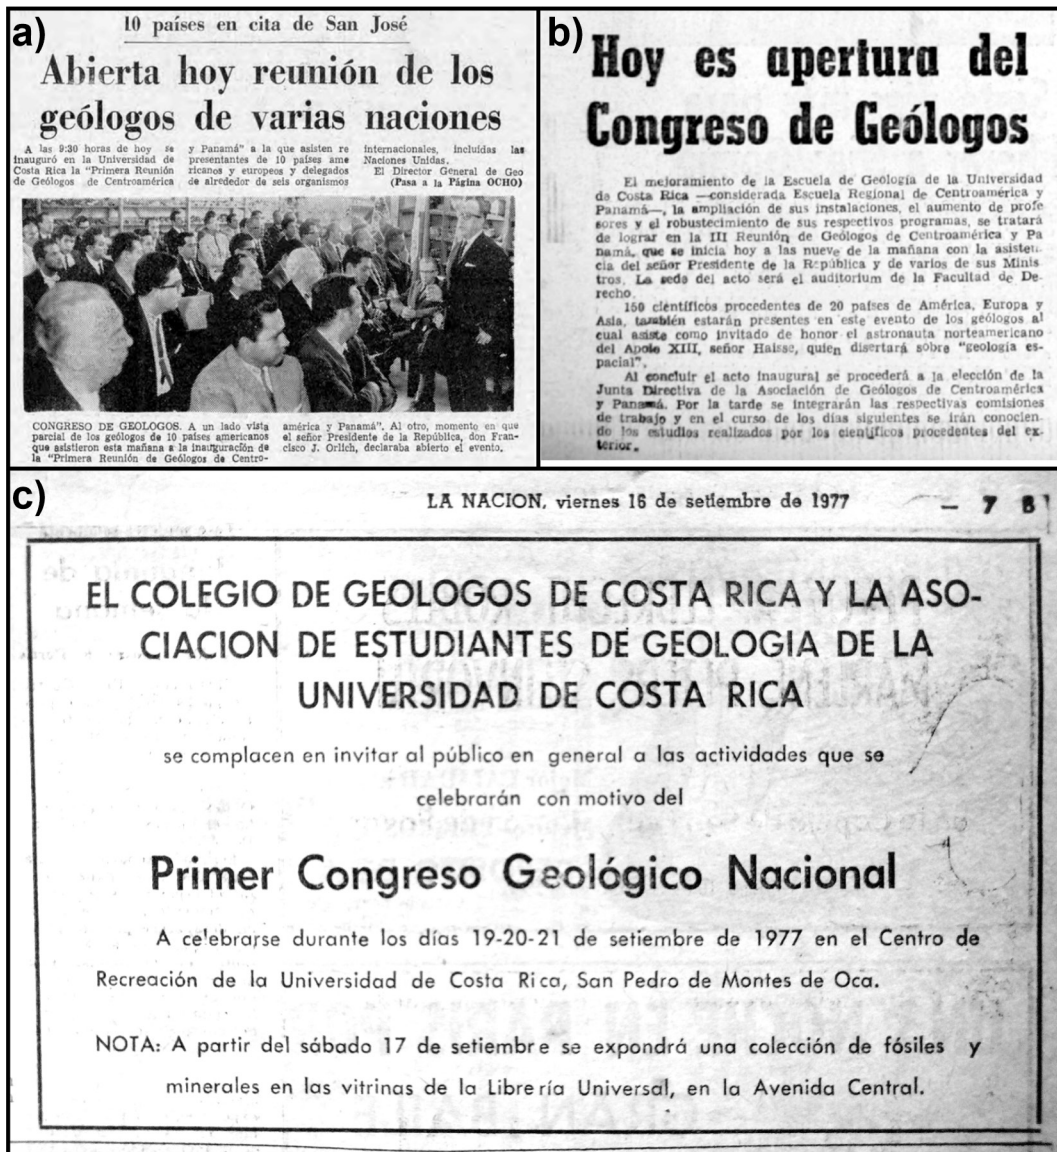 a)
10 países en cita de San José
Abierta hoy reunión de los
geólogos de varias naciones
A las 9:30 horas de hoy se
inauguró en la Universidad de
Costa Rica la "Primera Reunión
de Geólogos de Centroamérica
y Panamá" a la que asisten re
presentantes de 10 países ame
ricanos y europeos y delegados
de alrededor de seis organismos
internacionales, incluídas las
Naciones Unidas.
El Director General de Geo
(Pasa a la Página OCHO)
CONGRESO DE GEOLOGOS. A un lado vista
parcial de los geólogos de 10 países americanos
que asistieron esta mañana a la inauguración de
la "Primera Reunión de Geólogos de Centro-
américa y Panamá". Al otro, momento en que
el señor Presidente de la República, don Fran-
cisco J. Orlich, declaraba abierto el evento.
b)
Hoy es apertura del
Congreso de Geólogos
El mejoramiento de la Escuela de Geología de la Universidad
de Costa Rica —considerada Escuela Regional de Centroamérica y
Panamá—, la ampliación de sus instalaciones, el aumento de profe
sores y el robustecimiento de sus respectivos programas, se tratará
de lograr en la III Reunión de Geólogos de Centroamérica y Pa
namá, que se inicia hoy a las nueve de la mañana con la asisten-
cia del señor Presidente de la República y de varios de sus Minis
tros. La sede del acto será el auditorium de la Facultad de De-
recho.
150 científicos procedentes de 20 países de América, Europa y
Asia, también estarán presentes en este evento de los geólogos al
cual asiste como invitado de honor el astronauta norteamericano
del Apolo XIII, señor Haisse, quien disertará sobre "geología es-
pacial".
Al concluir el acto inaugural se procederá a la elección de la
Junta Directiva de la Asociación de Geólogos de Centroamérica
y Panamá. Por la tarde se integrarán las respectivas comisiones
de trabajo y en el curso de los días siguientes se irán conocien-
do los estudios realizados por los científicos procedentes del ex-
terior.
c)
LA NACION, viernes 16 de setiembre de 1977 — 7 B
EL COLEGIO DE GEOLOGOS DE COSTA RICA Y LA ASO-
CIACION DE ESTUDIANTES DE GEOLOGIA DE LA
UNIVERSIDAD DE COSTA RICA
se complacen en invitar al público en general a las actividades que se
celebrarán con motivo del
Primer Congreso Geológico Nacional
A celebrarse durante los días 19-20-21 de setiembre de 1977 en el Centro de
Recreación de la Universidad de Costa Rica, San Pedro de Montes de Oca.
NOTA: A partir del sábado 17 de setiembre se expondrá una colección de fósiles y
minerales en las vitrinas de la Librería Universal, en la Avenida Central.